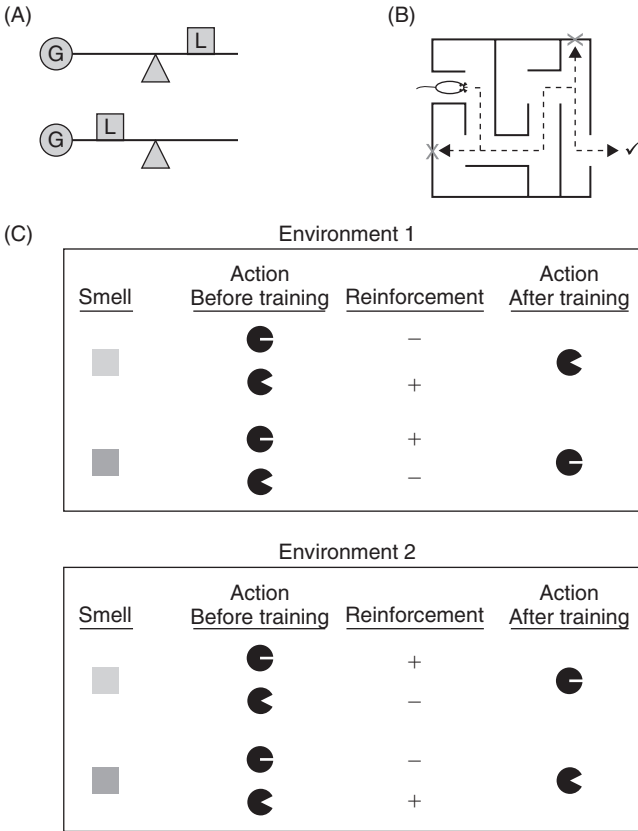 (A)
G L
G L
(B)
(C)
Environment 1
Smell Action Before training Reinforcement Action After training
−
+
+
−
Environment 2
Smell Action Before training Reinforcement Action After training
+
−
−
+